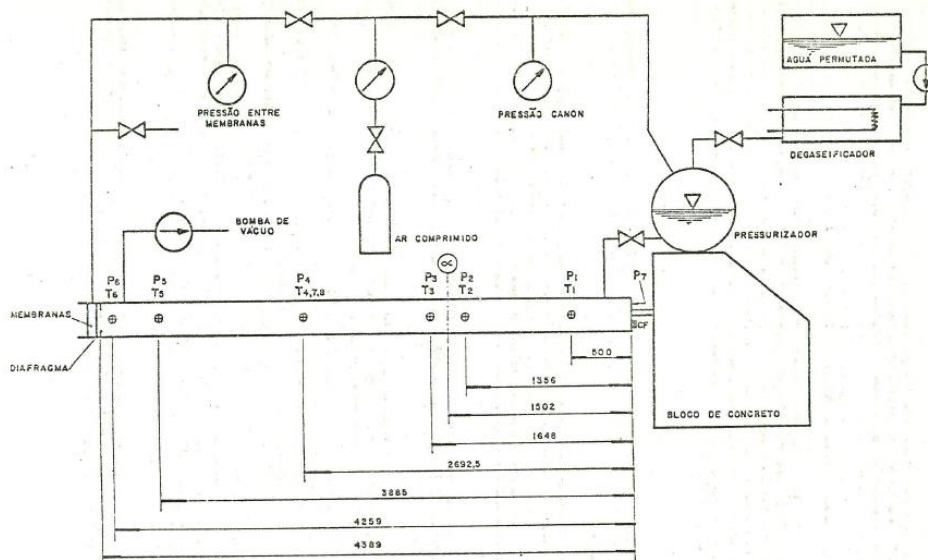 AGUA PERMUTADA
PRESSÃO ENTRE
MEMBRANAS
PRESSÃO CANON
DEGASEIFICADOR
BOMBA DE
VÁCUO
AR COMPRIMIDO
PRESSURIZADOR
∝
P6
T6
P5
T5
P4
T4,7,8
P3
T3
P2
T2
P1
T1
P7
MEMBRANAS
CF
DIAFRAGMA
500
1356
1502
BLOCO DE CONCRETO
1648
2692,5
3885
4259
4389